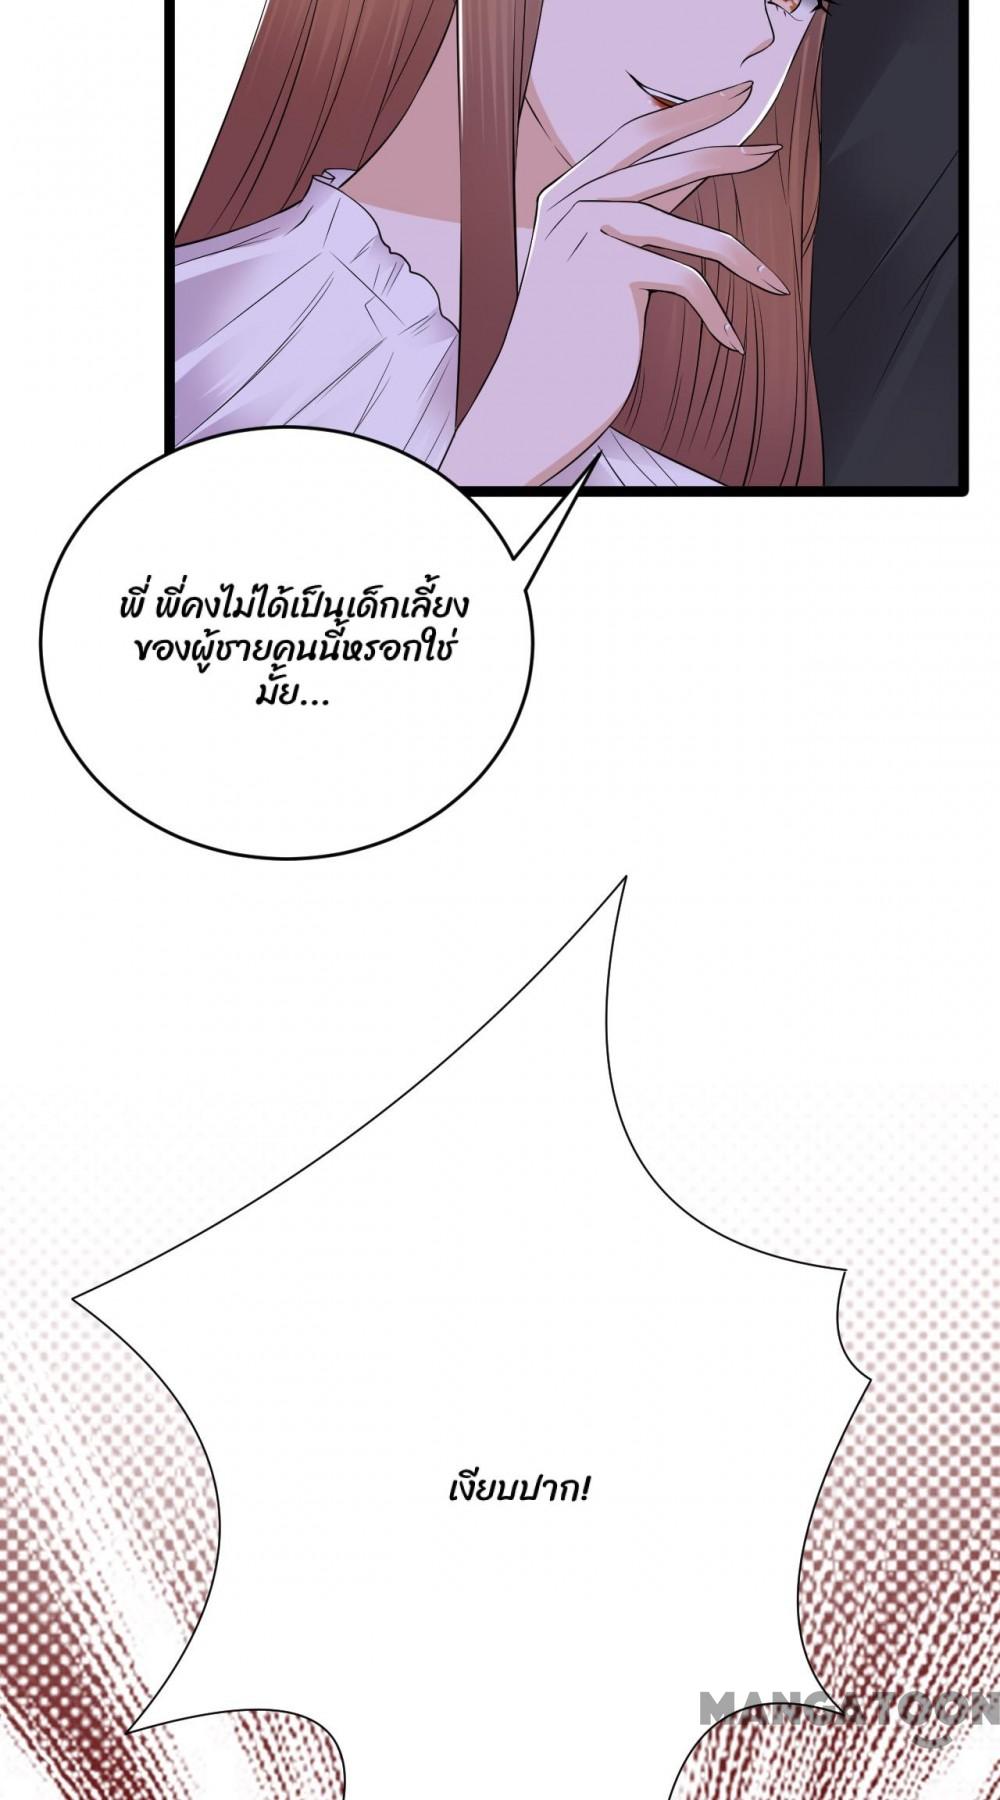 พี่ พี่คงไม่ได้เป็นเด็กเลี้ยง
ของผู้ชายคนนี้หรอกใช่
มั้ย...
เงียบปาก!
MANGATOON